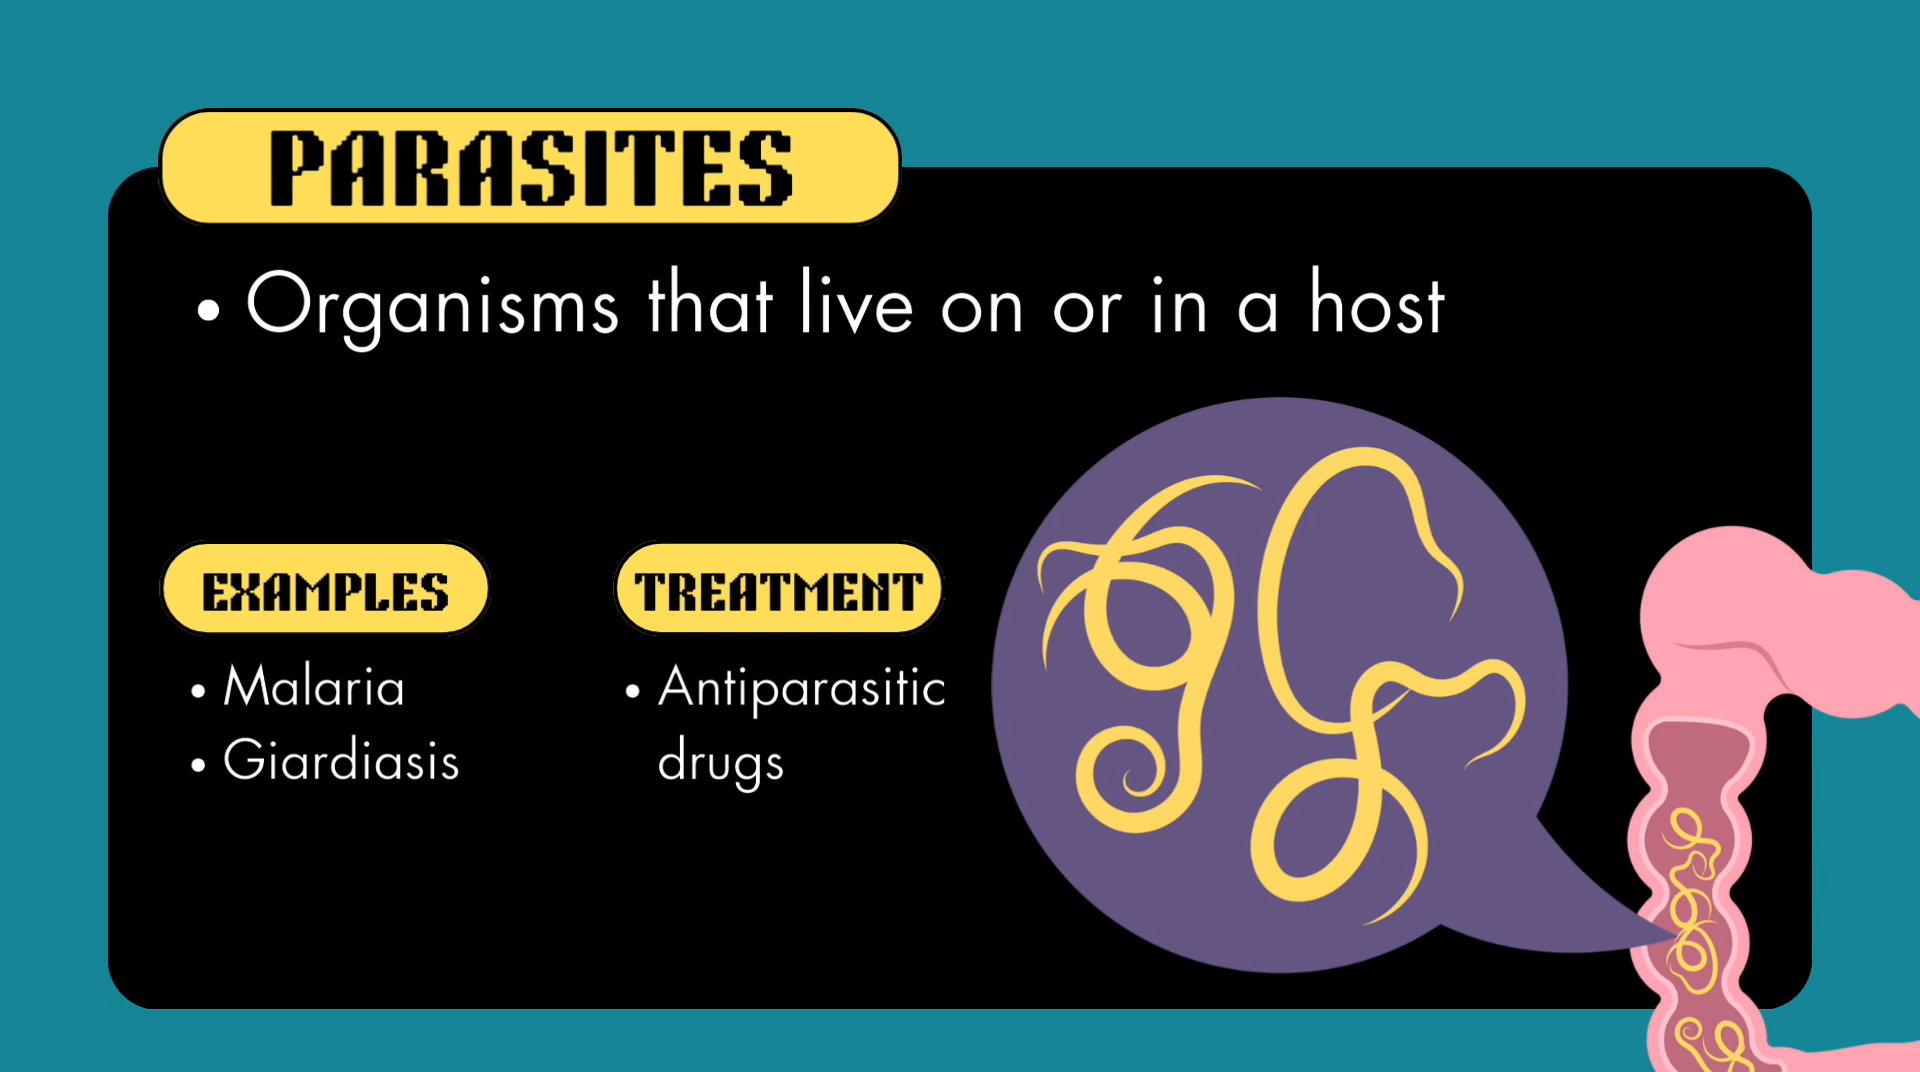 PARASITES
• Organisms that live on or in a host
EXAMPLES
• Malaria
• Giardiasis
TREATMENT
• Antiparasitic
drugs